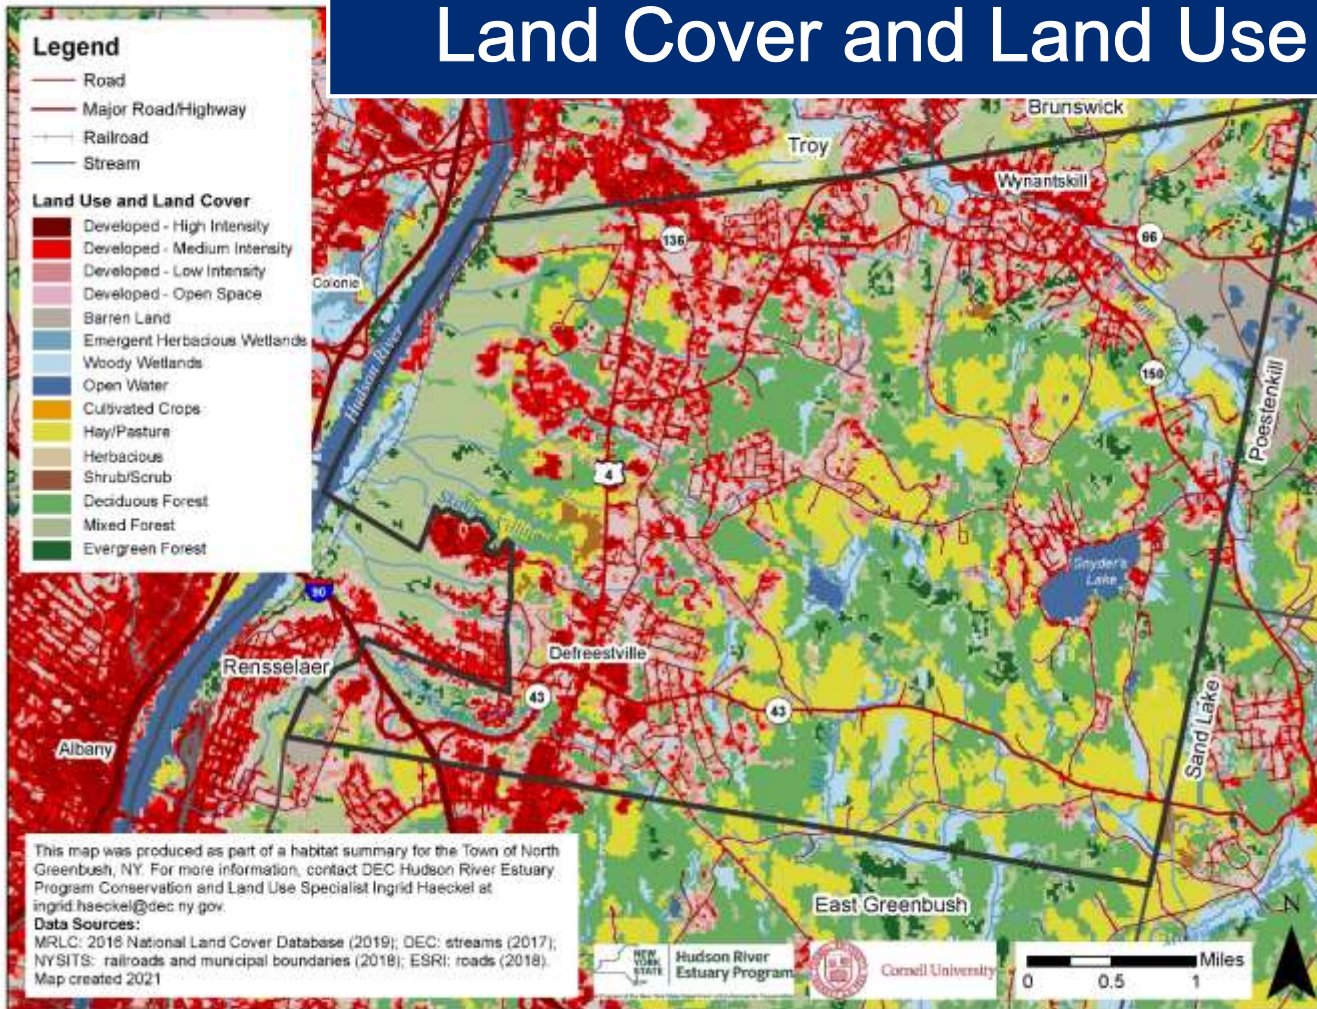 Land Cover and Land Use
Legend
Road
Major Road/Highway
Railroad
Stream
Land Use and Land Cover
Developed - High Intensity
Developed - Medium Intensity
Developed - Low Intensity
Developed - Open Space
Barren Land
Emergent Herbacious Wetlands
Woody Wetlands
Open Water
Cultivated Crops
Hay/Pasture
Herbacious
Shrub/Scrub
Deciduous Forest
Mixed Forest
Evergreen Forest
Brunswick
Troy
Wynantskill
136
66
Colonie
Hudson River
150
Poestenkill
4
Snyder's
Lake
90
Rensselaer
Defreestville
43
43
Sand Lake
Albany
East Greenbush
This map was produced as part of a habitat summary for the Town of North
Greenbush, NY. For more information, contact DEC Hudson River Estuary
Program Conservation and Land Use Specialist Ingrid Haeckel at
ingrid.haeckel@dec.ny.gov.
Data Sources:
MRLC: 2016 National Land Cover Database (2019); DEC: streams (2017);
NYSITS: railroads and municipal boundaries (2018); ESRI: roads (2018).
Map created 2021
NEW
YORK
STATE
Hudson River
Estuary Program
Cornell University
N
Miles
0 0.5 1